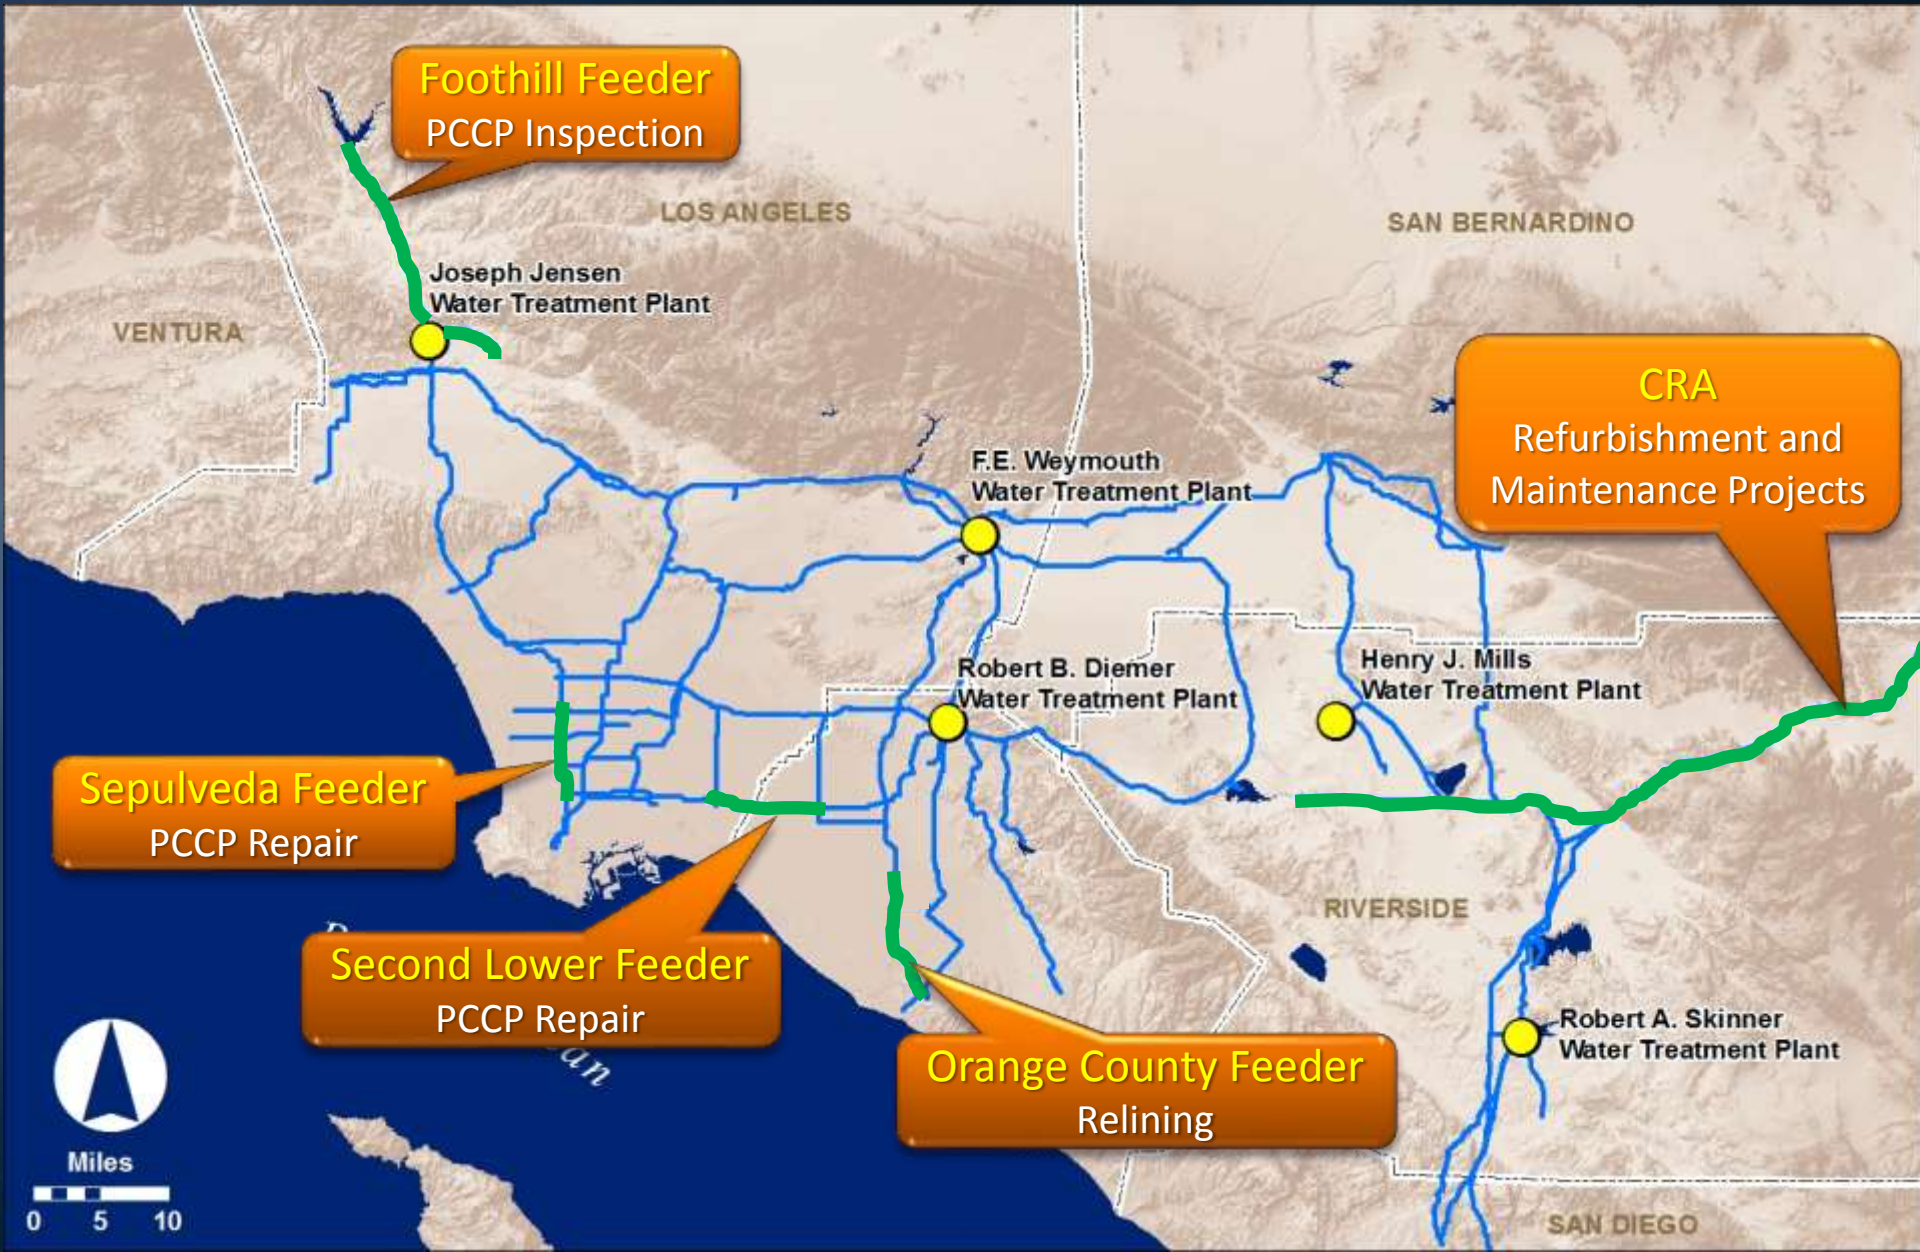 Foothill Feeder
PCCP Inspection
LOS ANGELES
SAN BERNARDINO
Joseph Jensen
Water Treatment Plant
VENTURA
CRA
Refurbishment and
Maintenance Projects
F.E. Weymouth
Water Treatment Plant
Robert B. Diemer
Water Treatment Plant
Henry J. Mills
Water Treatment Plant
Sepulveda Feeder
PCCP Repair
RIVERSIDE
Second Lower Feeder
PCCP Repair
Orange County Feeder
Relining
Robert A. Skinner
Water Treatment Plant
Miles
0 5 10
SAN DIEGO